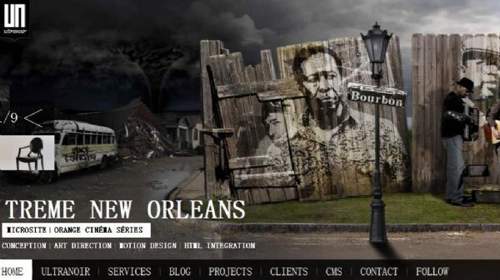 UN
ULTRANOIR
Bourbon
1/9 <
TREME NEW ORLEANS
MICROSITE | ORANGE CINÉMA SÉRIES
CONCEPTION | ART DIRECTION | MOTION DESIGN | HTML INTEGRATION
HOME | ULTRANOIR | SERVICES | BLOG | PROJECTS | CLIENTS | CMS | CONTACT | FOLLOW